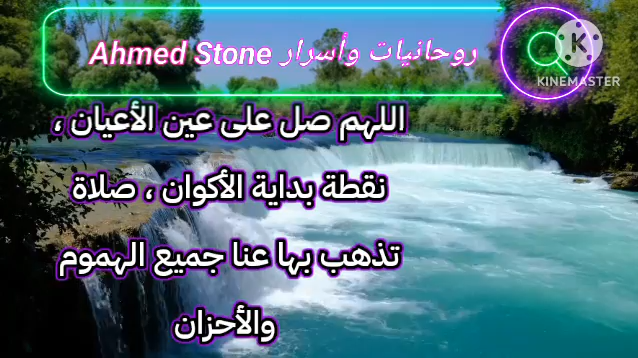 روحانيات وأسرار Ahmed Stone
KINEMASTER
اللهم صل على عين الأعيان ،
نقطة بداية الأكوان ، صلاة
تذهب بها عنا جميع الهموم
والأحزان